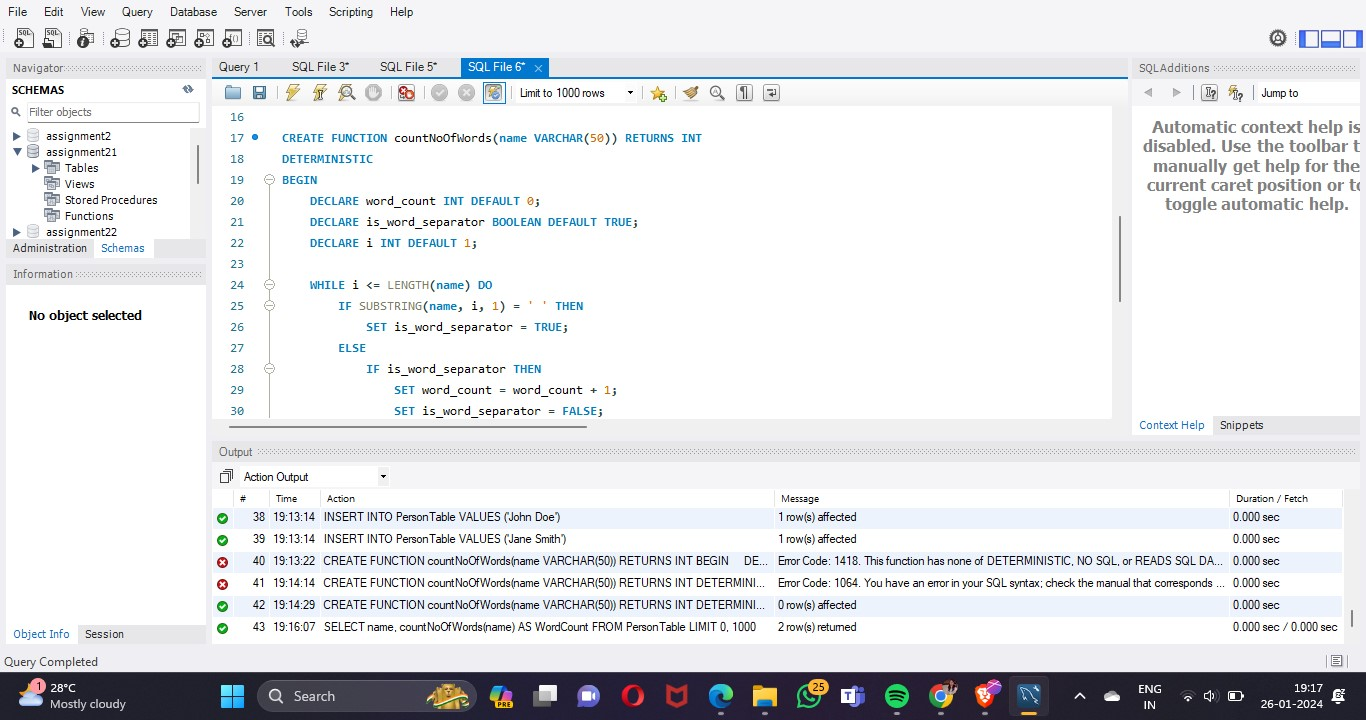 File Edit View Query Database Server Tools Scripting Help
Navigator
SCHEMAS
Filter objects
assignment2
assignment21
Tables
Views
Stored Procedures
Functions
assignment22
Administration Schemas
Information
No object selected
Object Info Session
Query 1 SQL File 3* SQL File 5* SQL File 6*
Limit to 1000 rows
16
17 CREATE FUNCTION countNoOfWords(name VARCHAR(50)) RETURNS INT
18 DETERMINISTIC
19 BEGIN
20 DECLARE word_count INT DEFAULT 0;
21 DECLARE is_word_separator BOOLEAN DEFAULT TRUE;
22 DECLARE i INT DEFAULT 1;
23
24 WHILE i <= LENGTH(name) DO
25 IF SUBSTRING(name, i, 1) = ' ' THEN
26 SET is_word_separator = TRUE;
27 ELSE
28 IF is_word_separator THEN
29 SET word_count = word_count + 1;
30 SET is_word_separator = FALSE;
SQLAdditions
Jump to
Automatic context help is
disabled. Use the toolbar t
manually get help for the
current caret position or to
toggle automatic help.
Context Help Snippets
Output
Action Output
# Time Action Message Duration / Fetch
38 19:13:14 INSERT INTO PersonTable VALUES ('John Doe') 1 row(s) affected 0.000 sec
39 19:13:14 INSERT INTO PersonTable VALUES ('Jane Smith') 1 row(s) affected 0.000 sec
40 19:13:22 CREATE FUNCTION countNoOfWords(name VARCHAR(50)) RETURNS INT BEGIN DE... Error Code: 1418. This function has none of DETERMINISTIC, NO SQL, or READS SQL DA... 0.000 sec
41 19:14:14 CREATE FUNCTION countNoOfWords(name VARCHAR(50)) RETURNS INT DETERMINI... Error Code: 1064. You have an error in your SQL syntax; check the manual that corresponds ... 0.000 sec
42 19:14:29 CREATE FUNCTION countNoOfWords(name VARCHAR(50)) RETURNS INT DETERMINI... 0 row(s) affected 0.000 sec
43 19:16:07 SELECT name, countNoOfWords(name) AS WordCount FROM PersonTable LIMIT 0, 1000 2 row(s) returned 0.000 sec / 0.000 sec
Query Completed
1
28°C
Mostly cloudy
Search
PRE
25
ENG
IN
19:17
26-01-2024